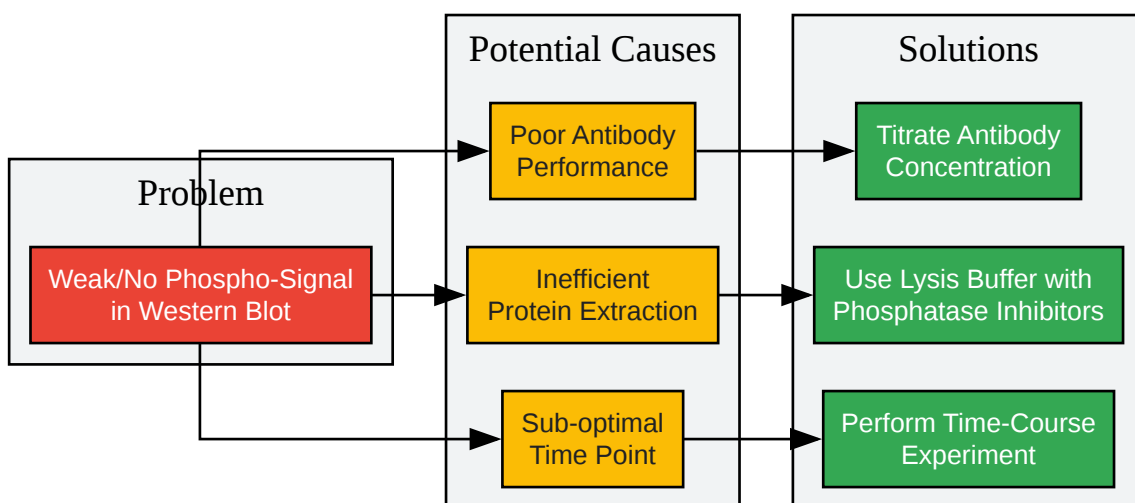 Problem
Weak/No Phospho-Signal
in Western Blot
Potential Causes
Poor Antibody
Performance
Inefficient
Protein Extraction
Sub-optimal
Time Point
Solutions
Titrate Antibody
Concentration
Use Lysis Buffer with
Phosphatase Inhibitors
Perform Time-Course
Experiment